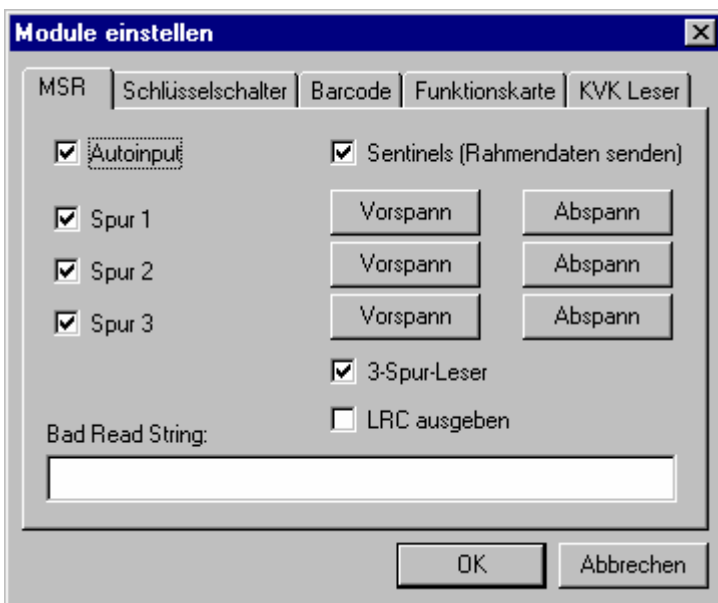 Module einstellen
MSR Schlüsselschalter Barcode Funktionskarte KVK Leser
Autoinput Sentinels (Rahmendaten senden)
Spur 1 Vorspann Abspann
Spur 2 Vorspann Abspann
Spur 3 Vorspann Abspann
3-Spur-Leser
LRC ausgeben
Bad Read String:
OK Abbrechen